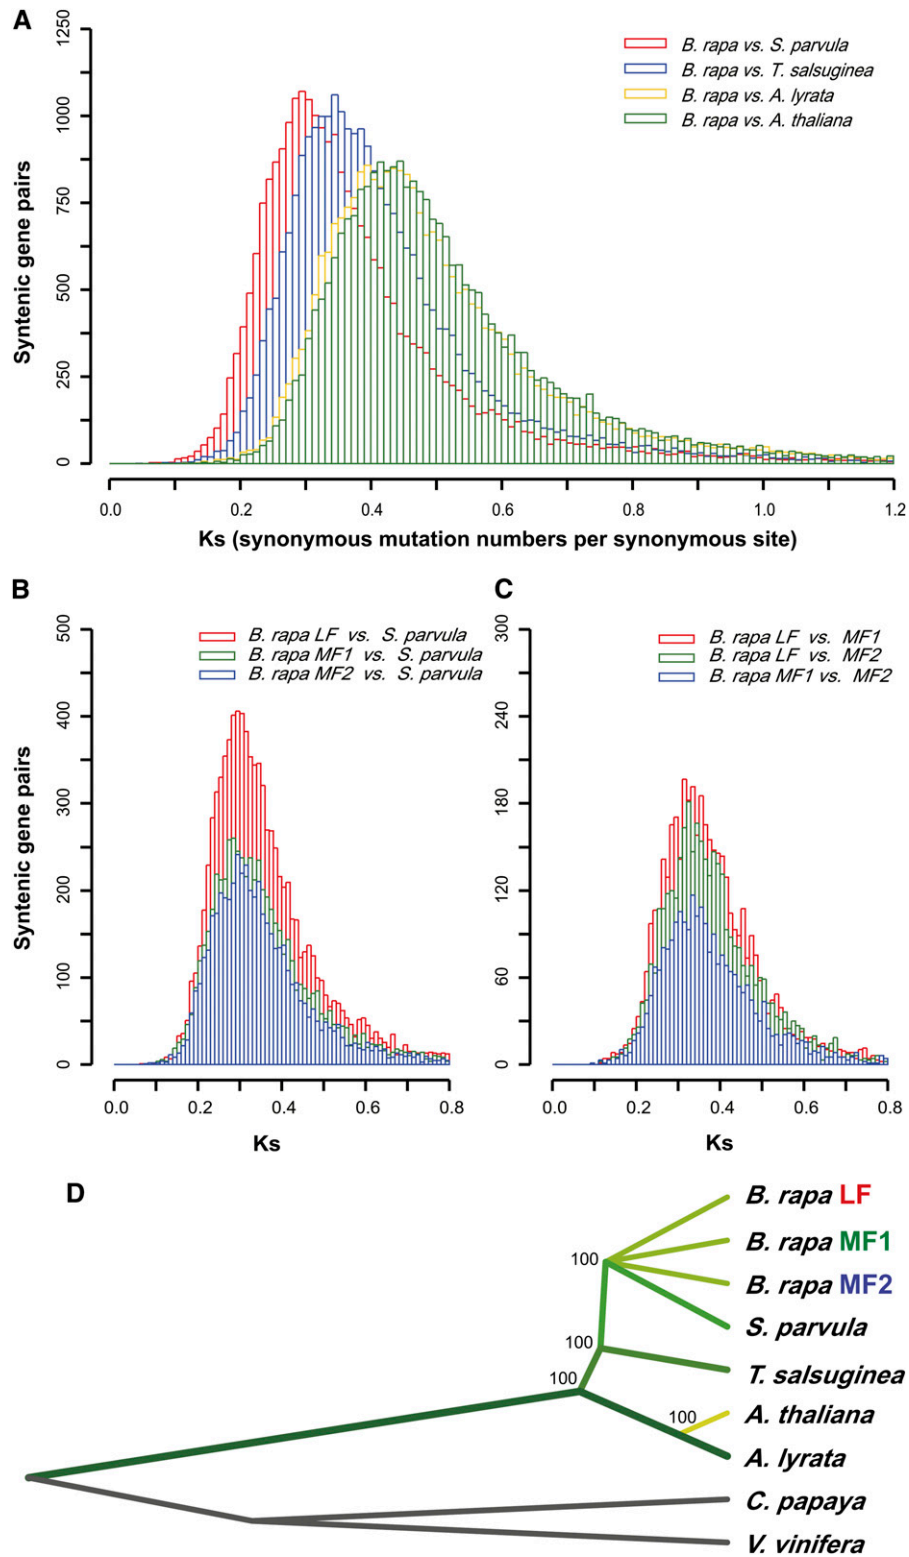 A
1250
1000
750
500
250
0
Syntenic gene pairs
B. rapa vs. S. parvula
B. rapa vs. T. salsuginea
B. rapa vs. A. lyrata
B. rapa vs. A. thaliana
0.0 0.2 0.4 0.6 0.8 1.0 1.2
Ks (synonymous mutation numbers per synonymous site)
B
500
400
300
200
100
0
Syntenic gene pairs
B. rapa LF vs. S. parvula
B. rapa MF1 vs. S. parvula
B. rapa MF2 vs. S. parvula
0.0 0.2 0.4 0.6 0.8
Ks
C
300
240
180
120
60
0
B. rapa LF vs. MF1
B. rapa LF vs. MF2
B. rapa MF1 vs. MF2
0.0 0.2 0.4 0.6 0.8
Ks
D
100
100
100
100
B. rapa LF
B. rapa MF1
B. rapa MF2
S. parvula
T. salsuginea
A. thaliana
A. lyrata
C. papaya
V. vinifera